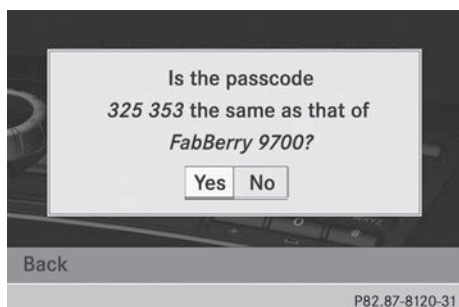 Is the passcode
325 353 the same as that of
FabBerry 9700?
Yes No
Back
P82.87-8120-31